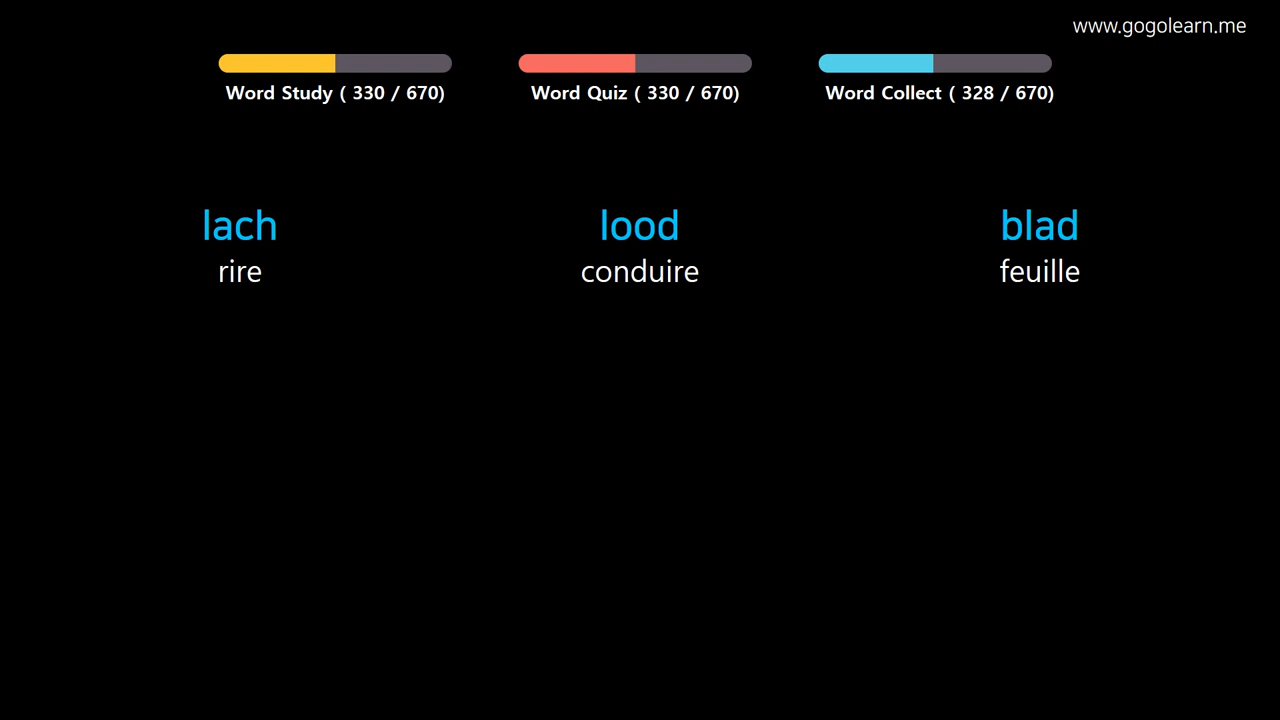 www.gogolearn.me
Word Study ( 330 / 670)
Word Quiz ( 330 / 670)
Word Collect ( 328 / 670)
lach
rire
lood
conduire
blad
feuille